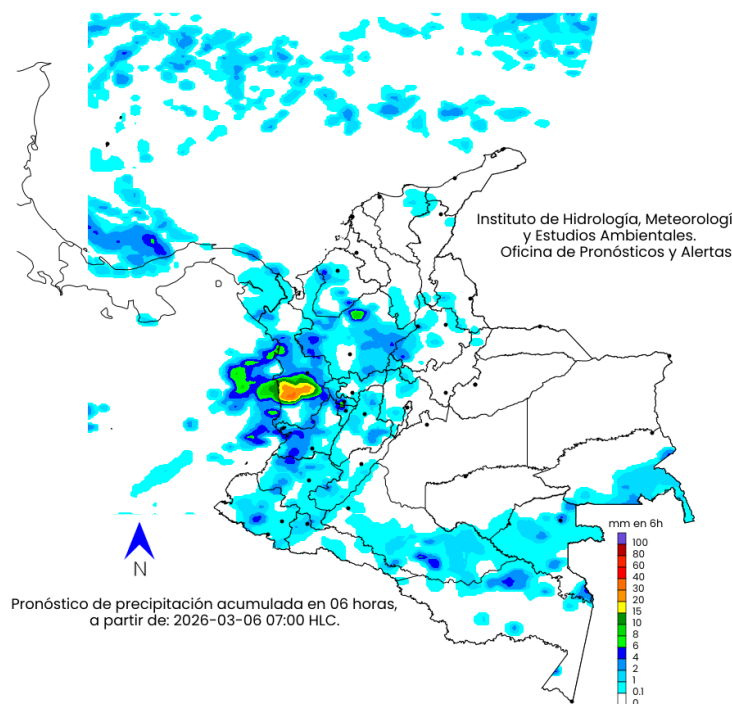 Instituto de Hidrología, Meteorologí
y Estudios Ambientales.
Oficina de Pronósticos y Alertas
N
Pronóstico de precipitación acumulada en 06 horas,
a partir de: 2026-03-06 07:00 HLC.
mm en 6h
100
80
60
40
30
20
15
10
8
6
4
2
1
0.1
0